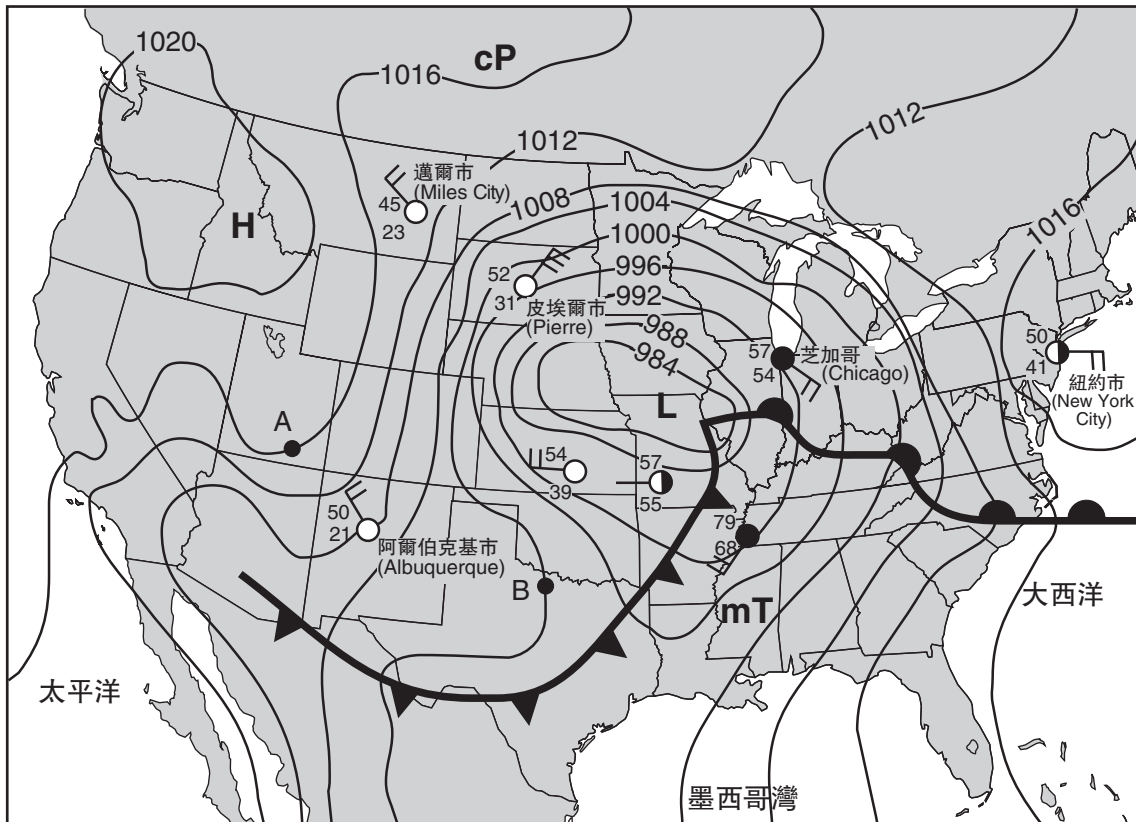 1020
1016
cP
1012
1012
邁爾市
(Miles City)
45
23
1008
1004
1016
H
1000
52
996
31
皮埃爾市
(Pierre)
992
988
57
芝加哥
(Chicago)
54
984
50
41
紐約市
(New York
City)
L
A
54
39
57
55
50
21
阿爾伯克基市
(Albuquerque)
79
68
B
mT
大西洋
太平洋
墨西哥灣